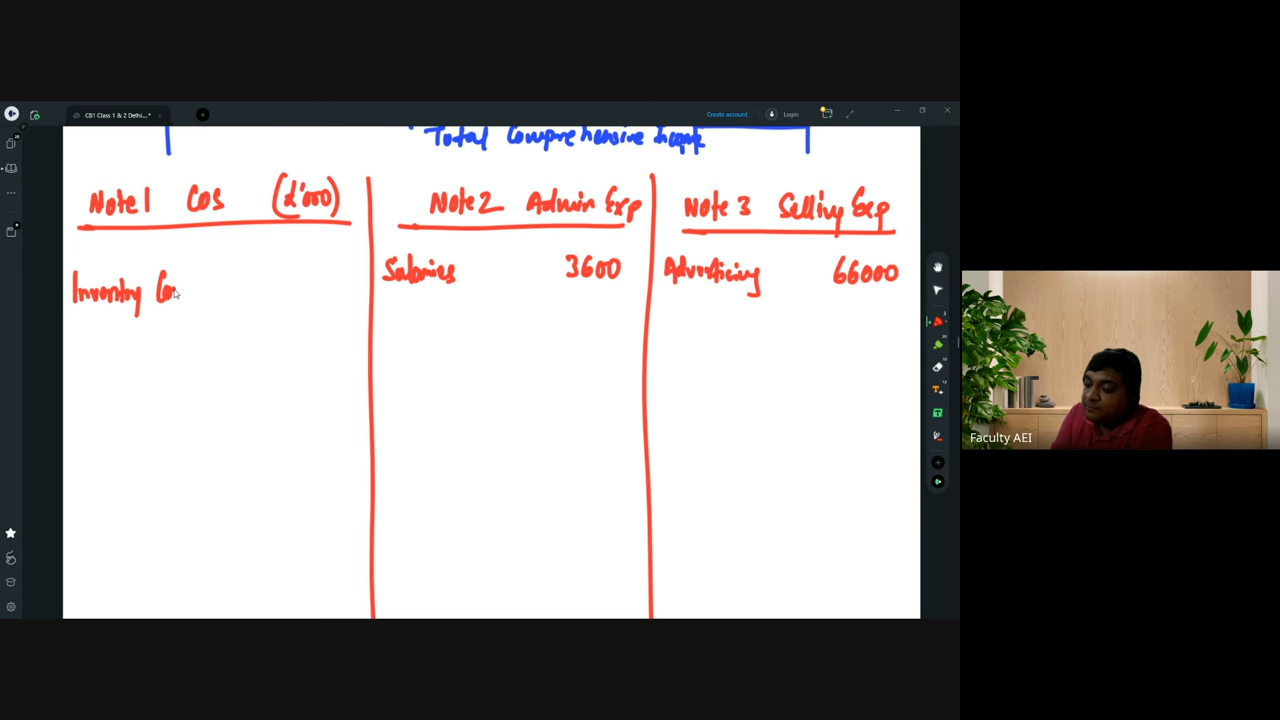 CB1 Class 1 & 2 Delhi...*
Create account
Login
Total Comprehensive
Note 1 COS (£'000)
Note 2 Admin Exp
Note 3 Selling Exp
Inventory Co
Salaries 3600
Advertising 66000
Faculty AEI